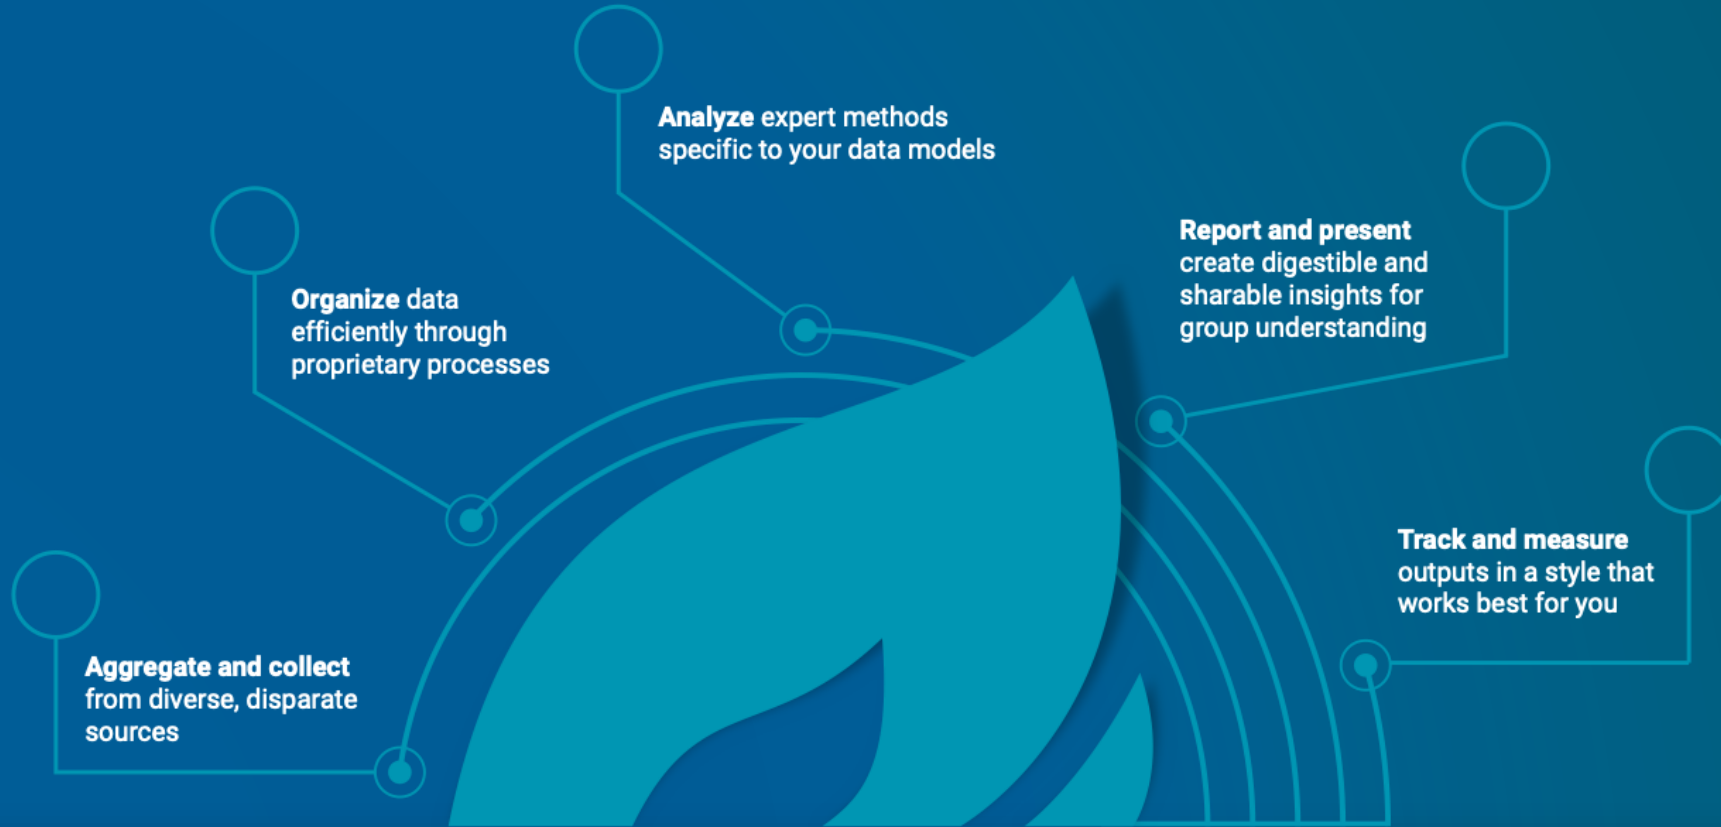 Analyze expert methods
specific to your data models
Organize data
efficiently through
proprietary processes
Report and present
create digestible and
sharable insights for
group understanding
Aggregate and collect
from diverse, disparate
sources
Track and measure
outputs in a style that
works best for you